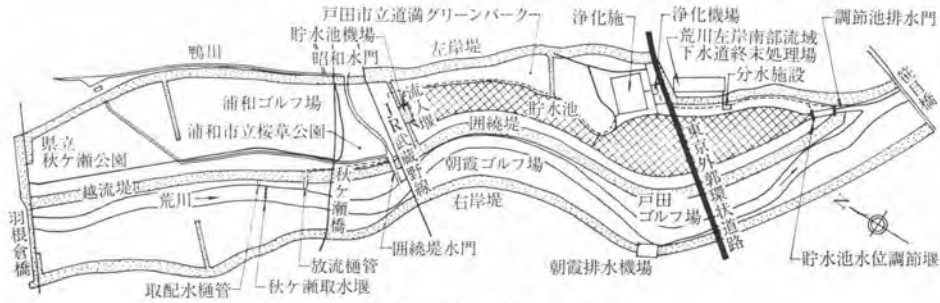 戸田市立道満グリーンパーク
貯水池機場
昭和水門
浄化施
浄化機場
荒川左岸南部流域
下水道終末処理場
分水施設
調節池排水門
鴨川
左岸堤
浦和ゴルフ場
浦和市立桜草公園
流入堰
JR武蔵野線
貯水池
囲繞堤
朝霞ゴルフ場
東京外郭環状道路
県立
秋ケ瀬公園
越流堤
荒川
秋ケ瀬橋
右岸堤
戸田
ゴルフ場
羽根倉橋
N
放流樋管
囲繞堤水門
朝霞排水機場
貯水池水位調節堰
取配水樋管
秋ケ瀬取水堰